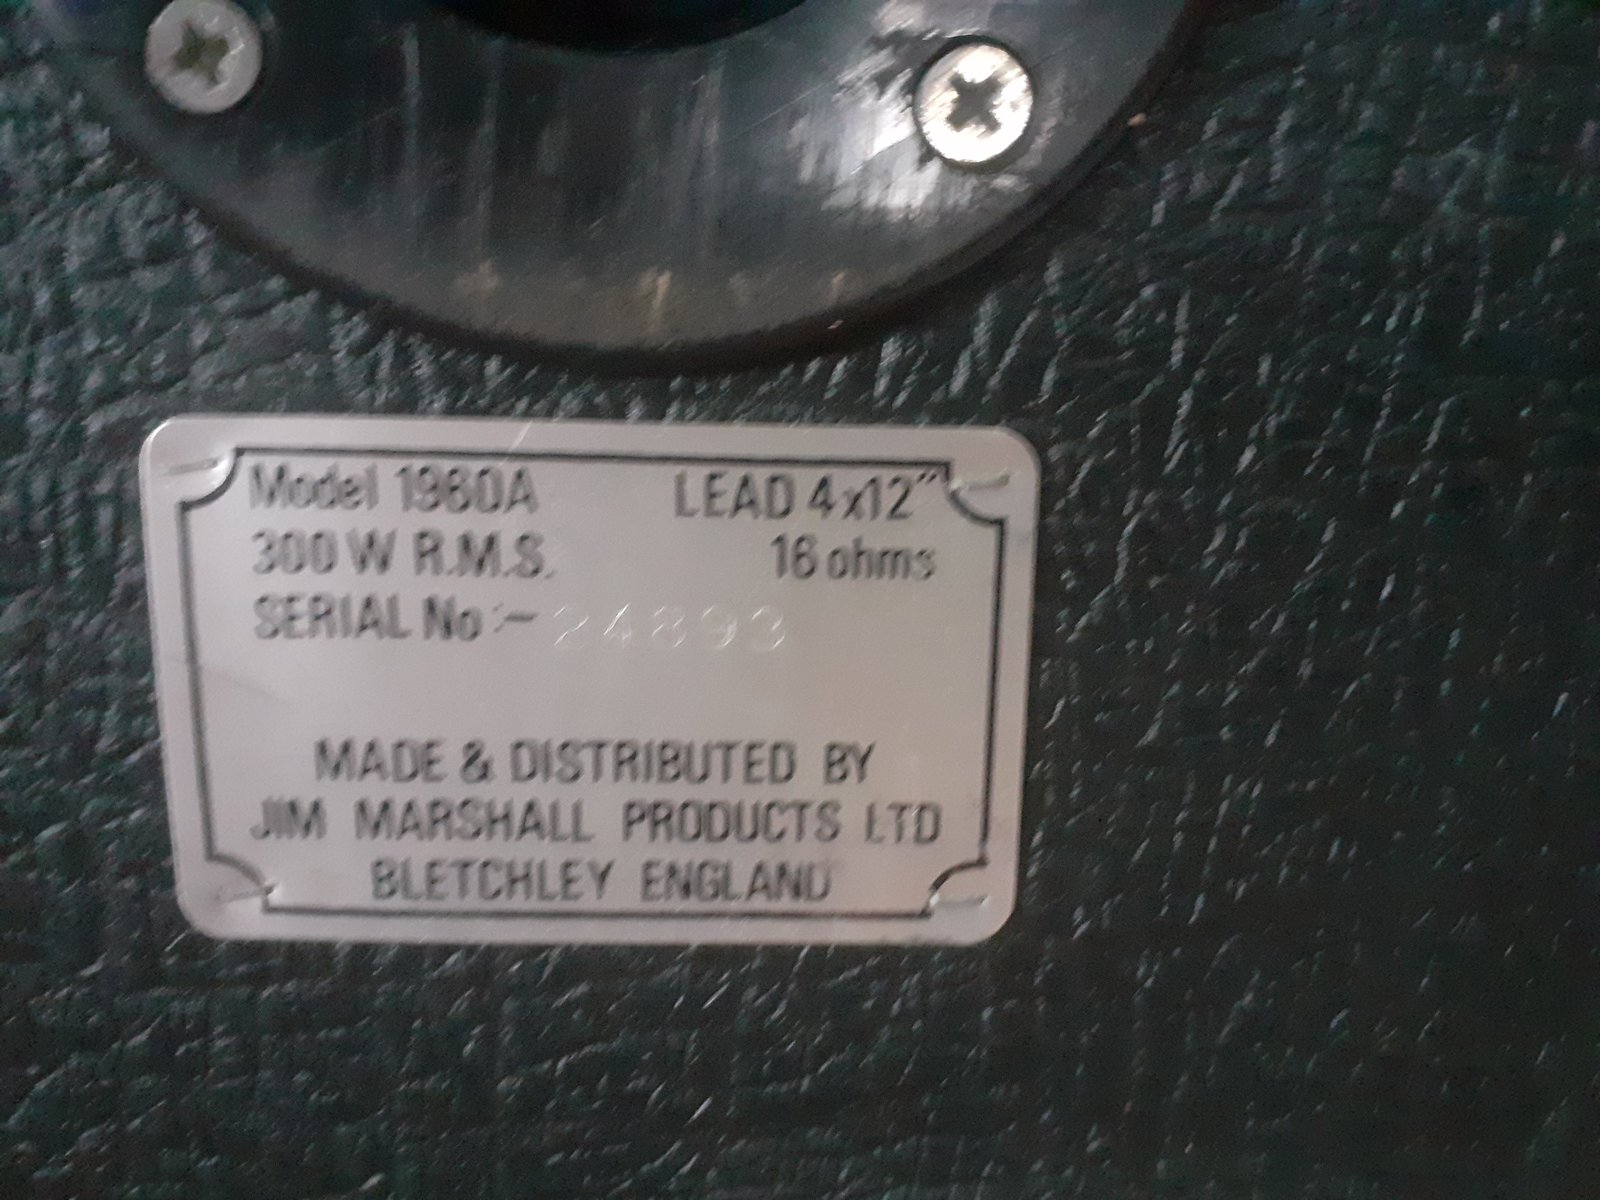 Model 1960A LEAD 4x12"
300 W R.M.S. 16 ohms
SERIAL No :- 24893
MADE & DISTRIBUTED BY
JIM MARSHALL PRODUCTS LTD
BLETCHLEY ENGLAND